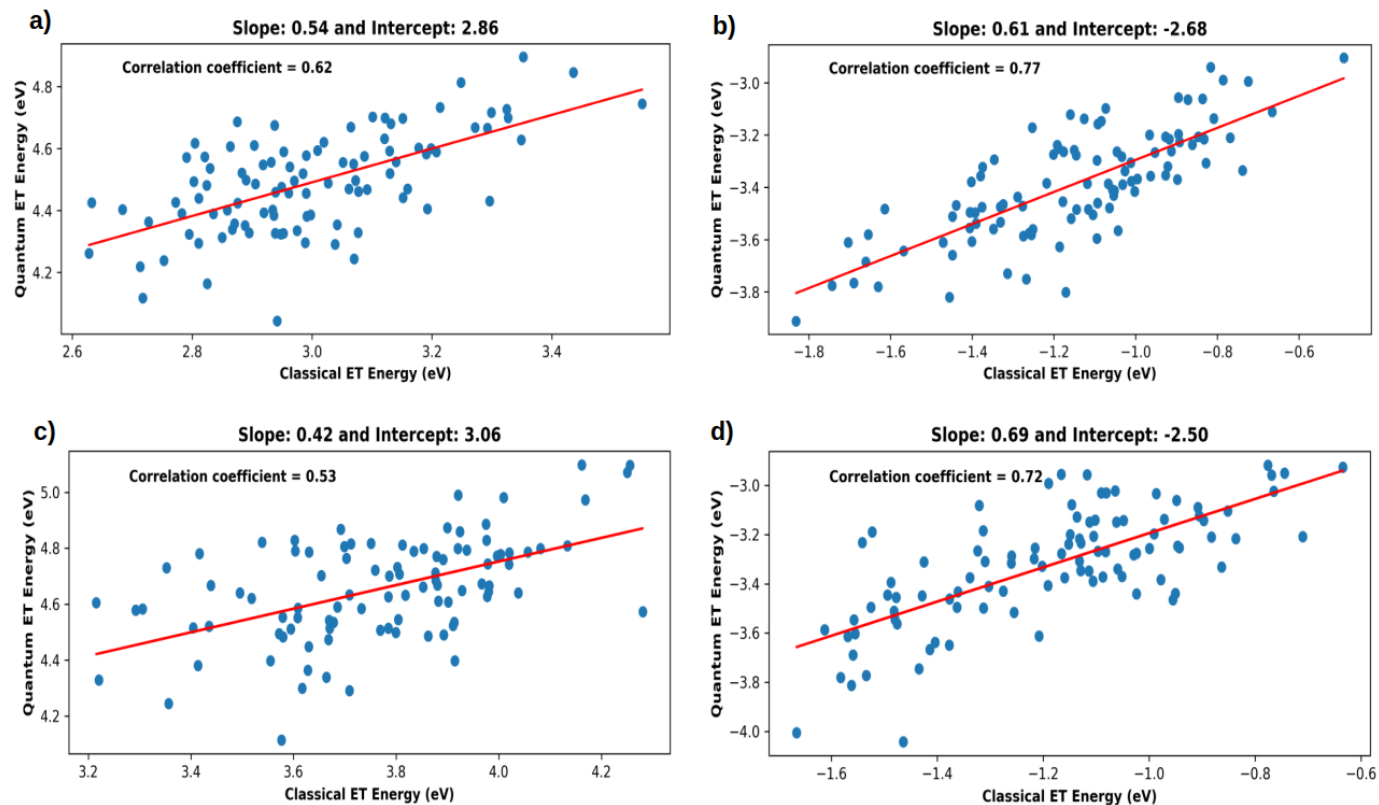 a)
Slope: 0.54 and Intercept: 2.86
Correlation coefficient = 0.62
Quantum ET Energy (eV)
4.8
4.6
4.4
4.2
2.6 2.8 3.0 3.2 3.4
Classical ET Energy (eV)
b)
Slope: 0.61 and Intercept: -2.68
Correlation coefficient = 0.77
Quantum ET Energy (eV)
−3.0
−3.2
−3.4
−3.6
−3.8
−1.8 −1.6 −1.4 −1.2 −1.0 −0.8 −0.6
Classical ET Energy (eV)
c)
Slope: 0.42 and Intercept: 3.06
Correlation coefficient = 0.53
Quantum ET Energy (eV)
5.0
4.8
4.6
4.4
4.2
3.2 3.4 3.6 3.8 4.0 4.2
Classical ET Energy (eV)
d)
Slope: 0.69 and Intercept: -2.50
Correlation coefficient = 0.72
Quantum ET Energy (eV)
−3.0
−3.2
−3.4
−3.6
−3.8
−4.0
−1.6 −1.4 −1.2 −1.0 −0.8 −0.6
Classical ET Energy (eV)